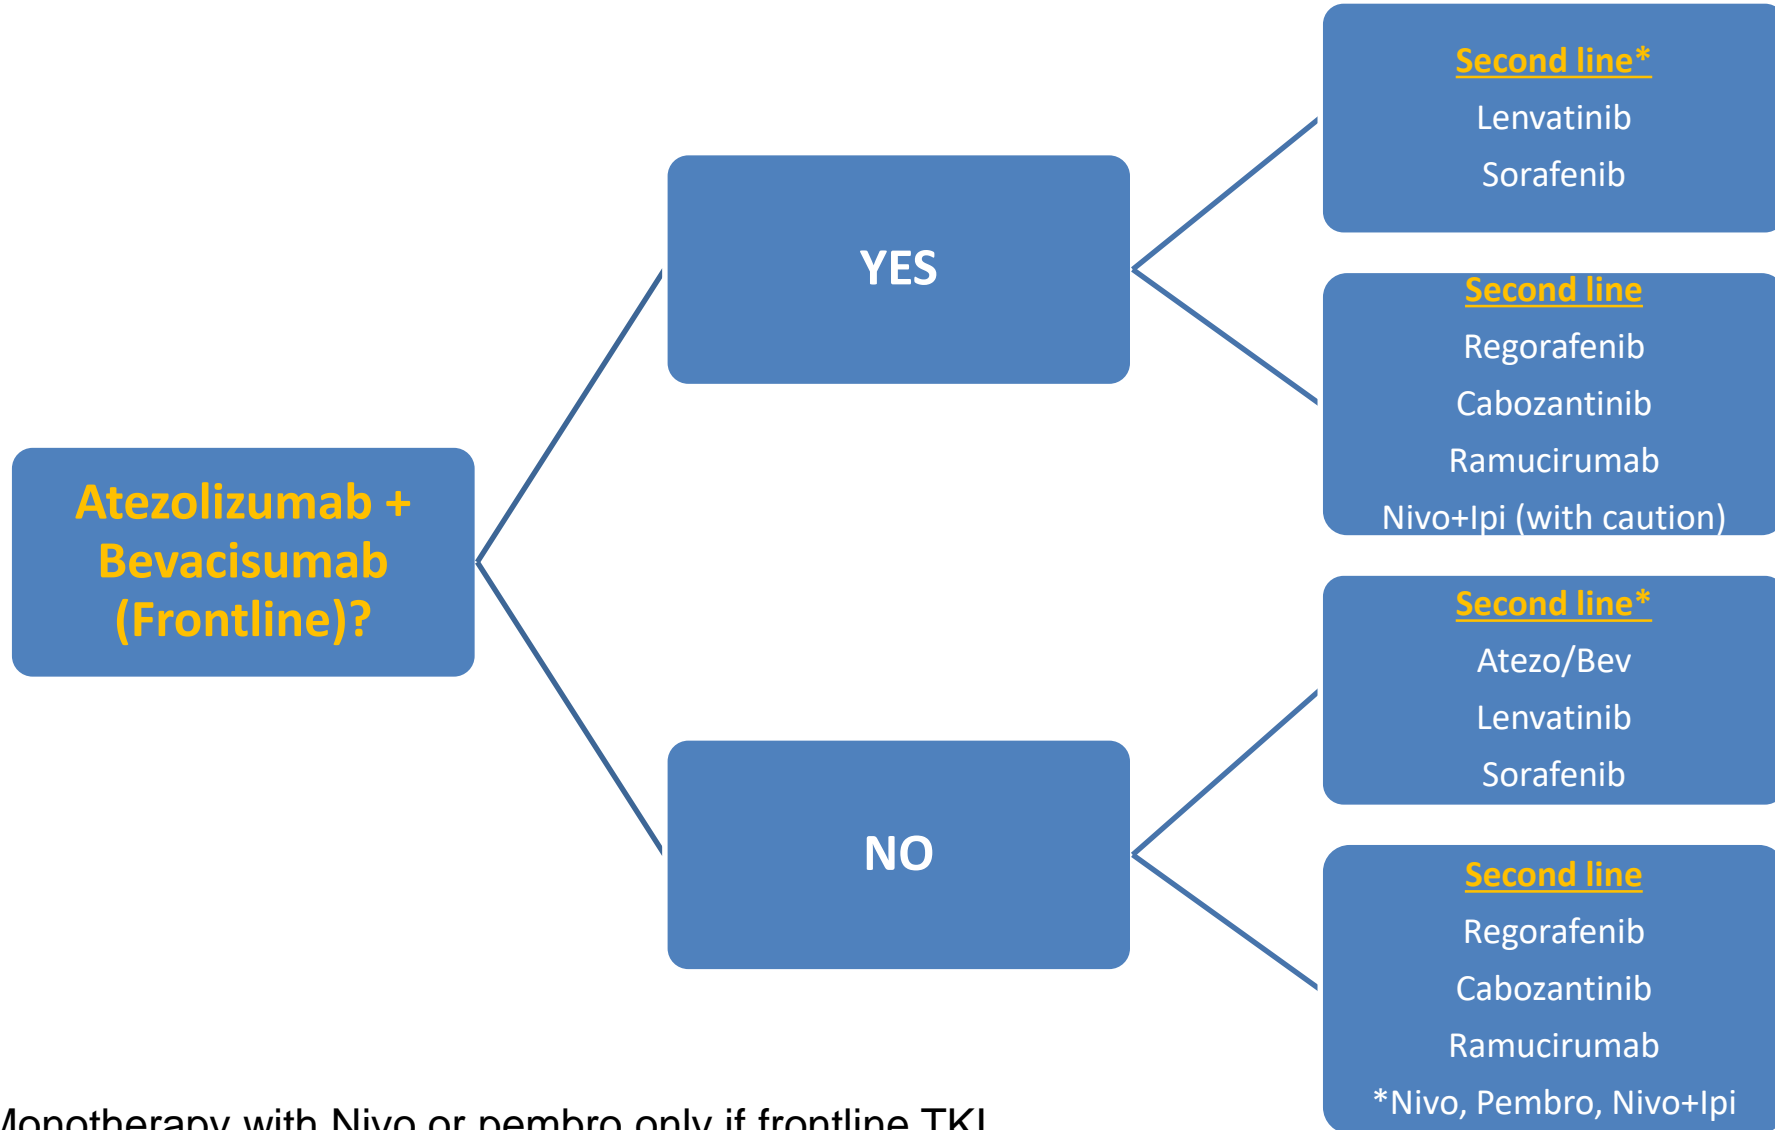 Atezolizumab +
Bevacisumab
(Frontline)?
YES
NO
Second line*
Lenvatinib
Sorafenib
Second line
Regorafenib
Cabozantinib
Ramucirumab
Nivo+Ipi (with caution)
Second line*
Atezo/Bev
Lenvatinib
Sorafenib
Second line
Regorafenib
Cabozantinib
Ramucirumab
*Nivo, Pembro, Nivo+Ipi
Monotherapy with Nivo or pembro only if frontline TKI